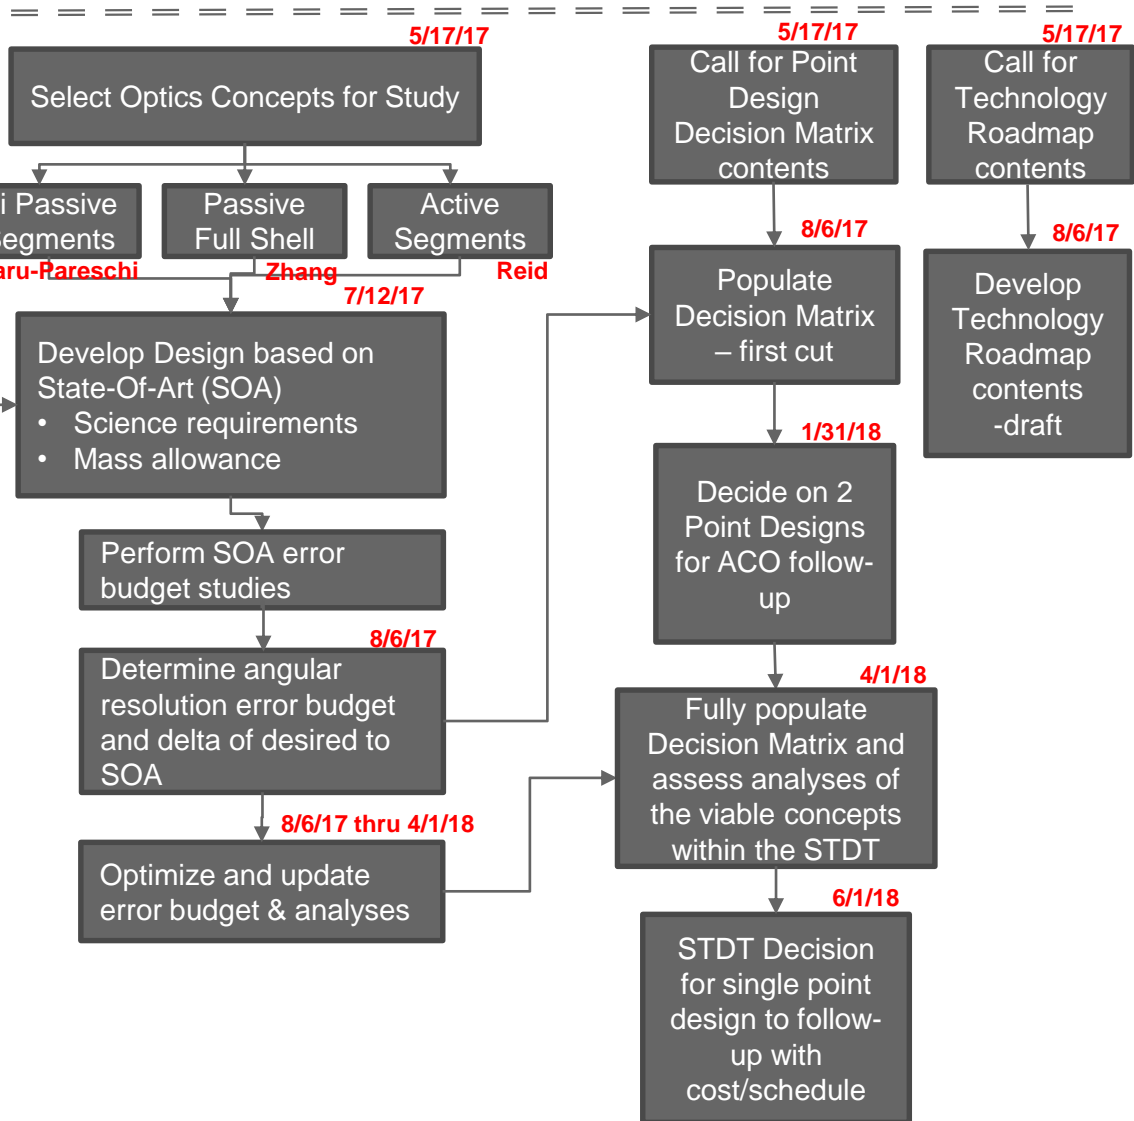 5/17/17
Select Optics Concepts for Study
i Passive
Segments
aru-Pareschi
Passive
Full Shell
Zhang
Active
Segments
Reid
7/12/17
Develop Design based on
State-Of-Art (SOA)
• Science requirements
• Mass allowance
Perform SOA error
budget studies
8/6/17
Determine angular
resolution error budget
and delta of desired to
SOA
8/6/17 thru 4/1/18
Optimize and update
error budget & analyses
5/17/17
Call for Point
Design
Decision Matrix
contents
8/6/17
Populate
Decision Matrix
– first cut
1/31/18
Decide on 2
Point Designs
for ACO follow-
up
4/1/18
Fully populate
Decision Matrix and
assess analyses of
the viable concepts
within the STDT
6/1/18
STDT Decision
for single point
design to follow-
up with
cost/schedule
5/17/17
Call for
Technology
Roadmap
contents
8/6/17
Develop
Technology
Roadmap
contents
-draft